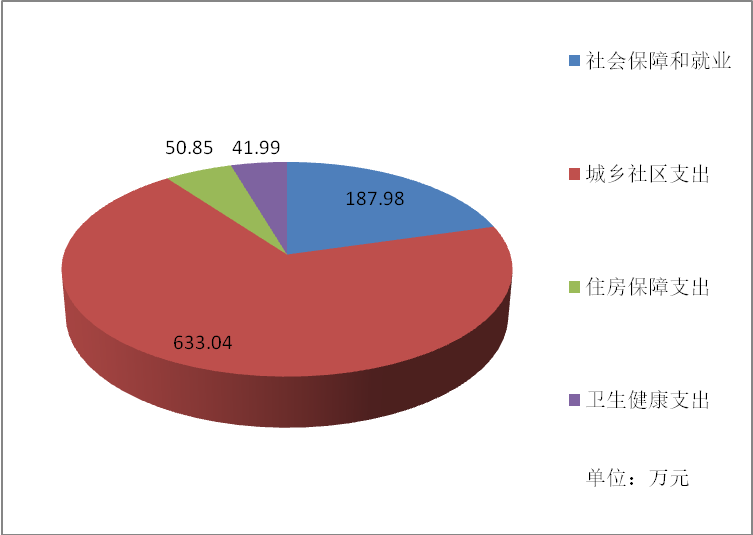 社会保障和就业
50.85
41.99
187.98
城乡社区支出
住房保障支出
633.04
卫生健康支出
单位：万元